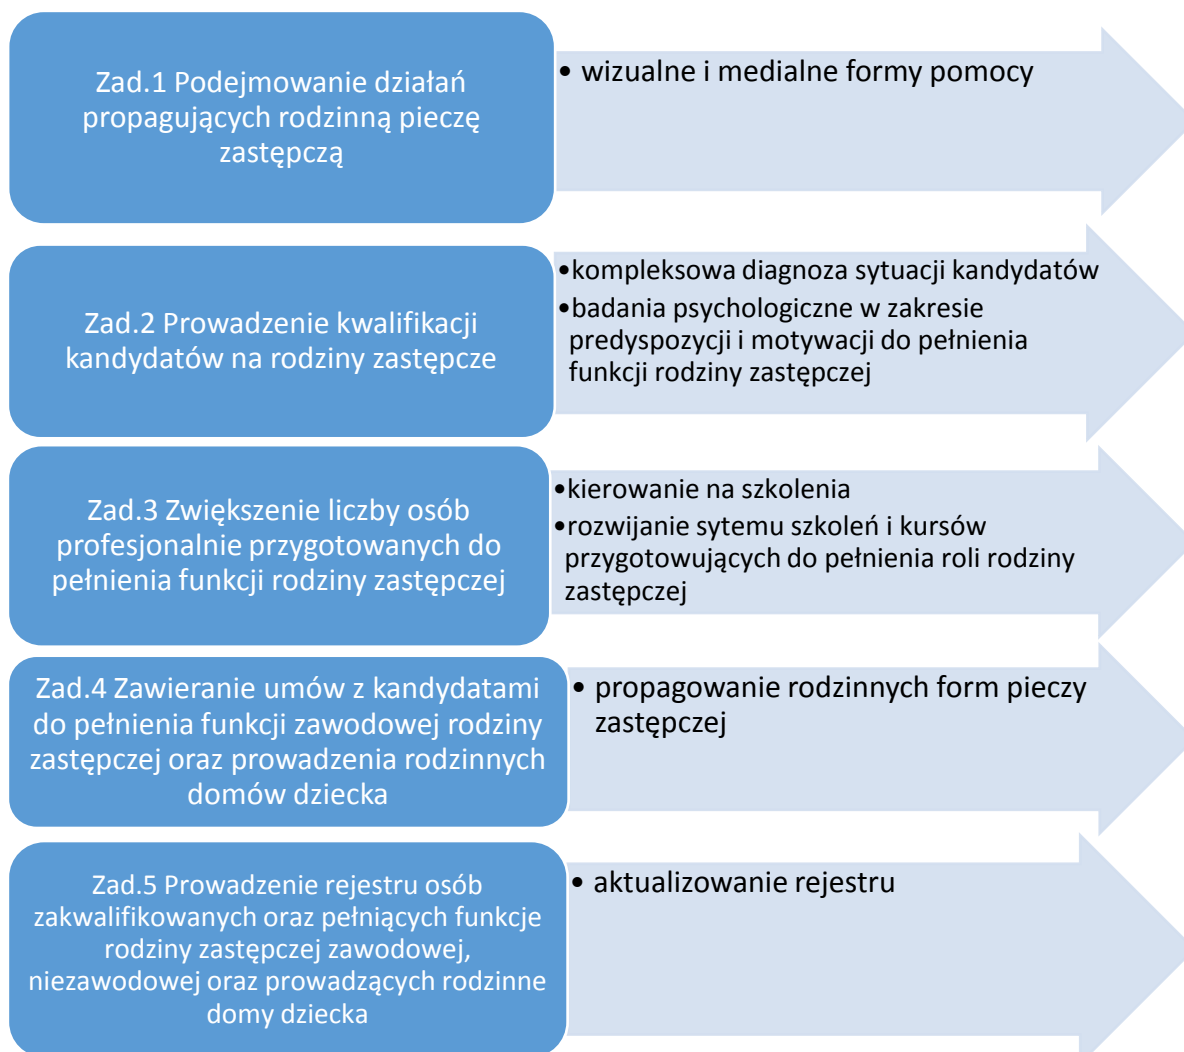 Zad.1 Podejmowanie działań
propagujących rodzinną pieczę
zastępczą
• wizualne i medialne formy pomocy
Zad.2 Prowadzenie kwalifikacji
kandydatów na rodziny zastępcze
•kompleksowa diagnoza sytuacji kandydatów
•badania psychologiczne w zakresie
predyspozycji i motywacji do pełnienia
funkcji rodziny zastępczej
Zad.3 Zwiększenie liczby osób
profesjonalnie przygotowanych do
pełnienia funkcji rodziny zastępczej
•kierowanie na szkolenia
•rozwijanie sytemu szkoleń i kursów
przygotowujących do pełnienia roli rodziny
zastępczej
Zad.4 Zawieranie umów z kandydatami
do pełnienia funkcji zawodowej rodziny
zastępczej oraz prowadzenia rodzinnych
domów dziecka
• propagowanie rodzinnych form pieczy
zastępczej
Zad.5 Prowadzenie rejestru osób
zakwalifikowanych oraz pełniących funkcje
rodziny zastępczej zawodowej,
niezawodowej oraz prowadzących rodzinne
domy dziecka
• aktualizowanie rejestru